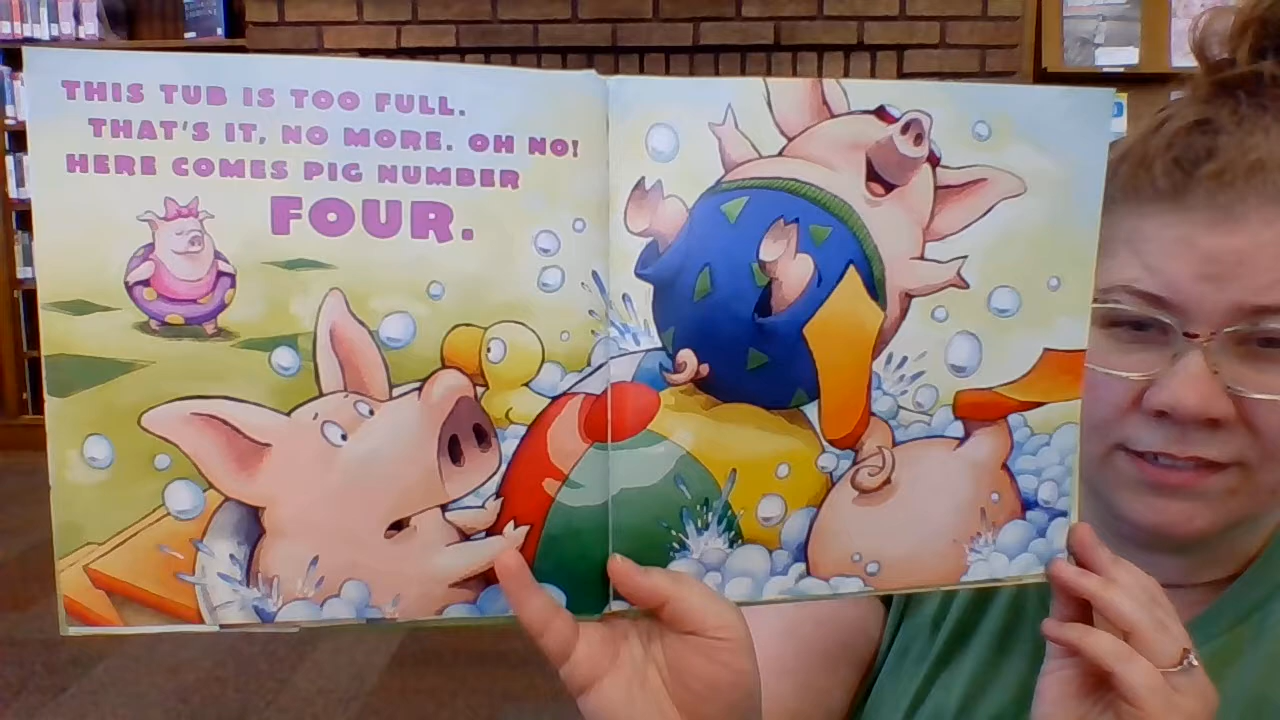 THIS TUB IS TOO FULL.
THAT'S IT, NO MORE. OH NO!
HERE COMES PIG NUMBER
FOUR.